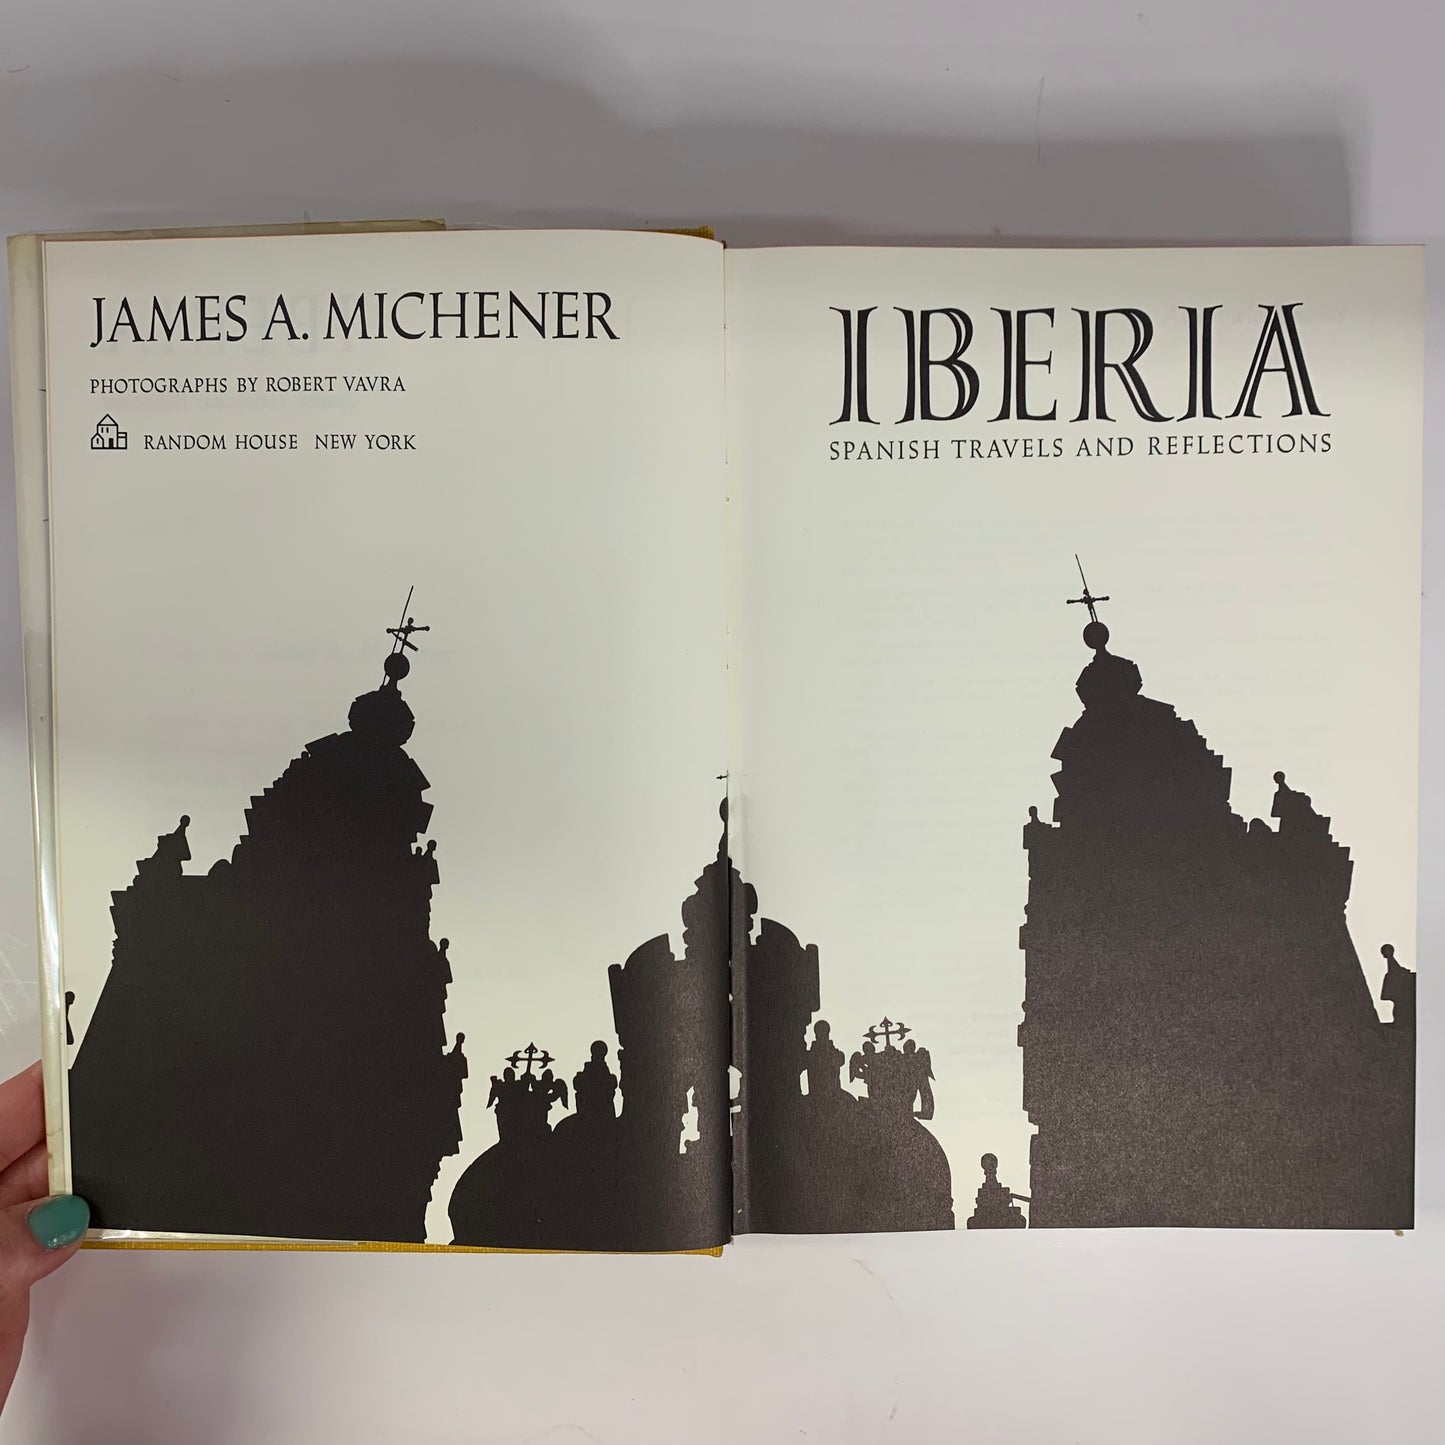 JAMES A. MICHENER
PHOTOGRAPHS BY ROBERT VAVRA
RANDOM HOUSE NEW YORK
IBERIA
SPANISH TRAVELS AND REFLECTIONS